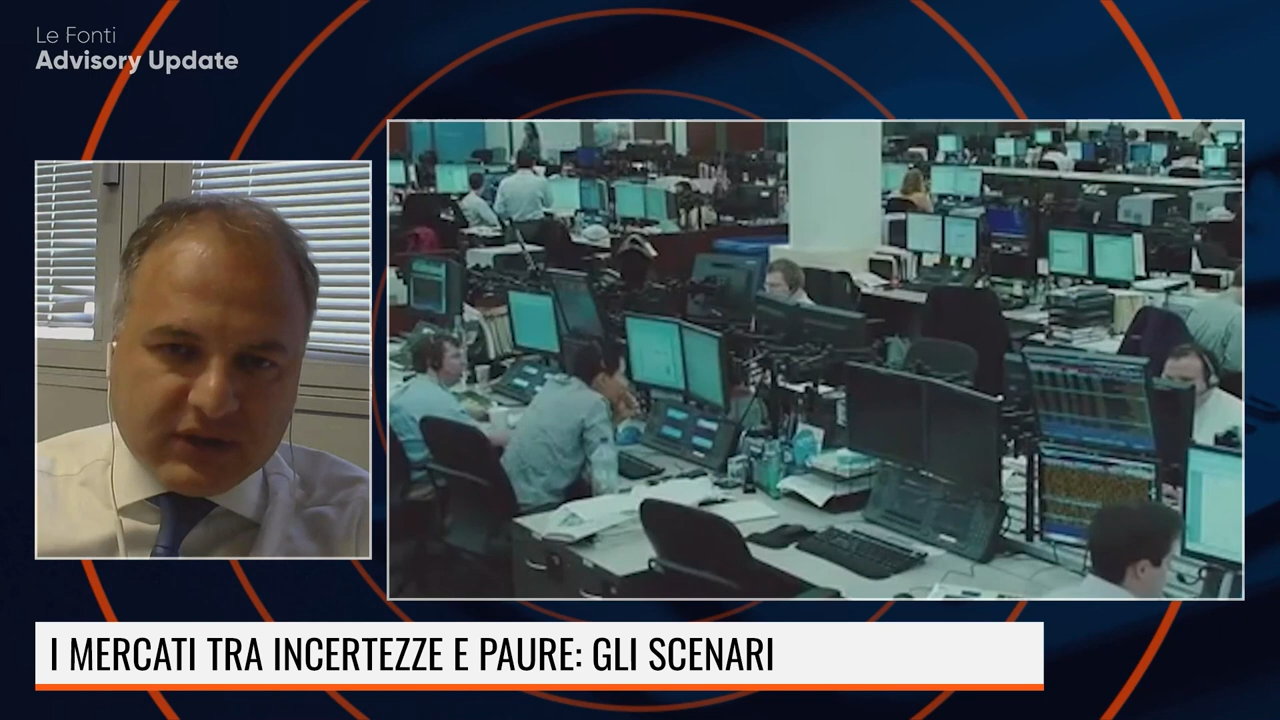 Le Fonti
Advisory Update
I MERCATI TRA INCERTEZZE E PAURE: GLI SCENARI